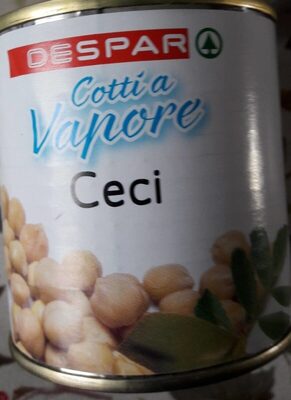 DESPAR
Cotti a
Vapore
Ceci